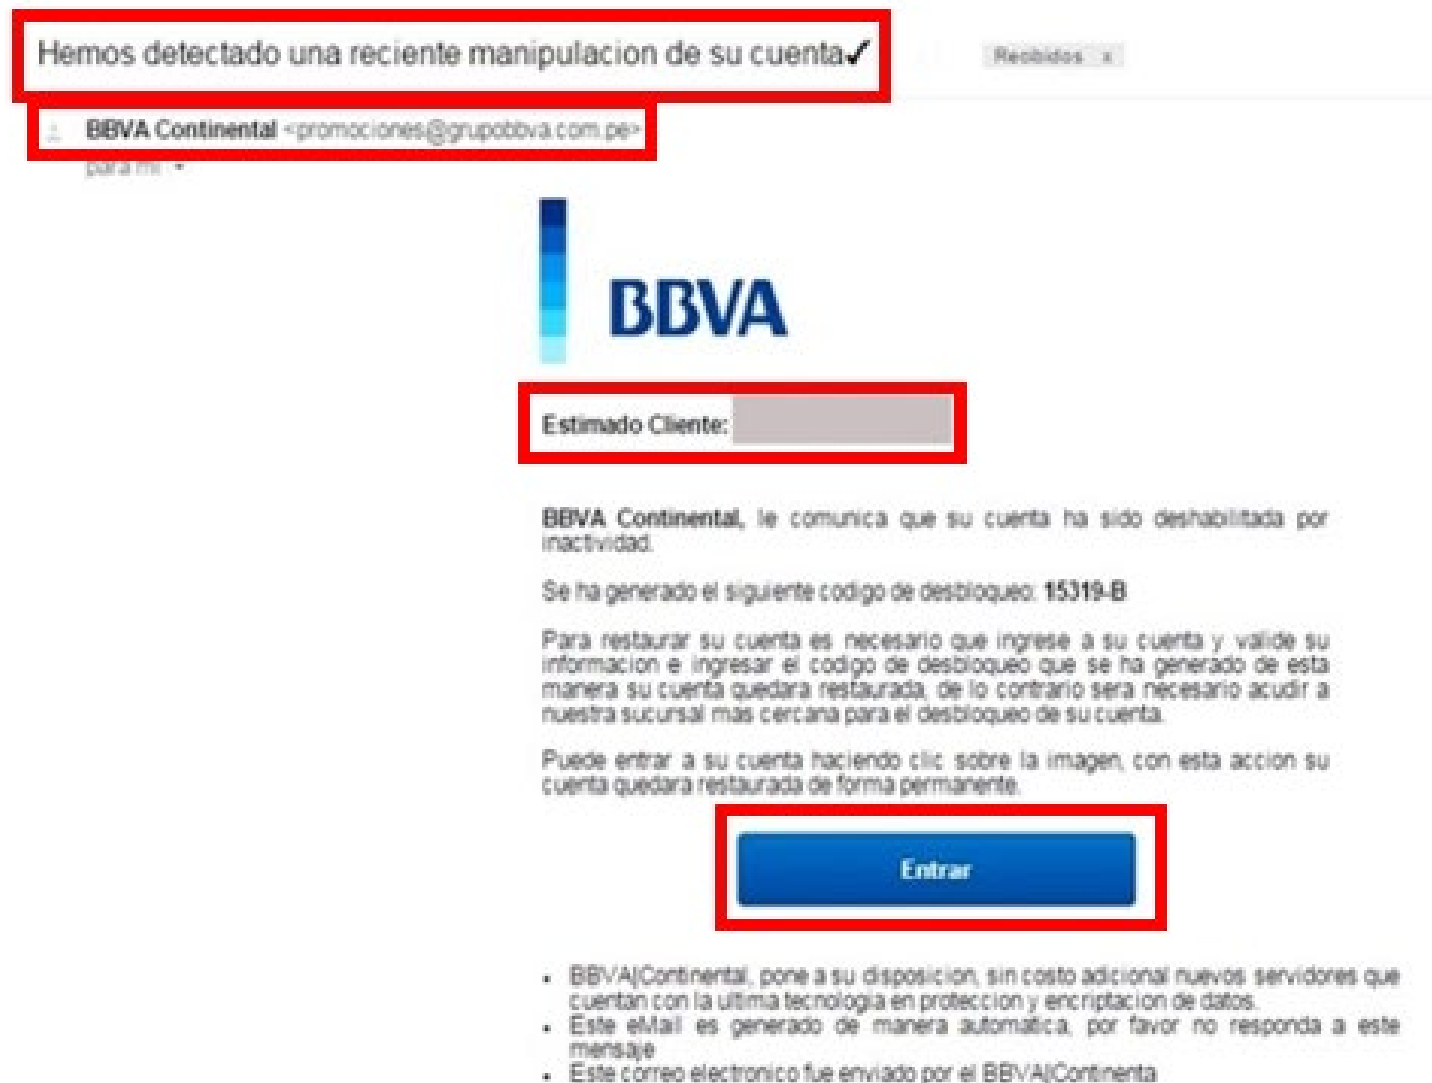 Hemos detectado una reciente manipulacion de su cuenta✓
Recibidos x
BBVA Continental <promociones@grupobbva.com.pe>
para mí
BBVA
Estimado Cliente:
BBVA Continental, le comunica que su cuenta ha sido deshabilitada por
inactividad.
Se ha generado el siguiente codigo de desbloqueo: 15319-B
Para restaurar su cuenta es necesario que ingrese a su cuenta y valide su
informacion e ingresar el codigo de desbloqueo que se ha generado de esta
manera su cuenta quedara restaurada, de lo contrario sera necesario acudir a
nuestra sucursal mas cercana para el desbloqueo de su cuenta.
Puede entrar a su cuenta haciendo clic sobre la imagen, con esta accion su
cuenta quedara restaurada de forma permanente.
Entrar
• BBVA|Continental, pone a su disposicion, sin costo adicional nuevos servidores que
cuentan con la ultima tecnologia en proteccion y encriptacion de datos.
• Este eMail es generado de manera automatica, por favor no responda a este
mensaje
• Este correo electronico fue enviado por el BBVA|Continenta